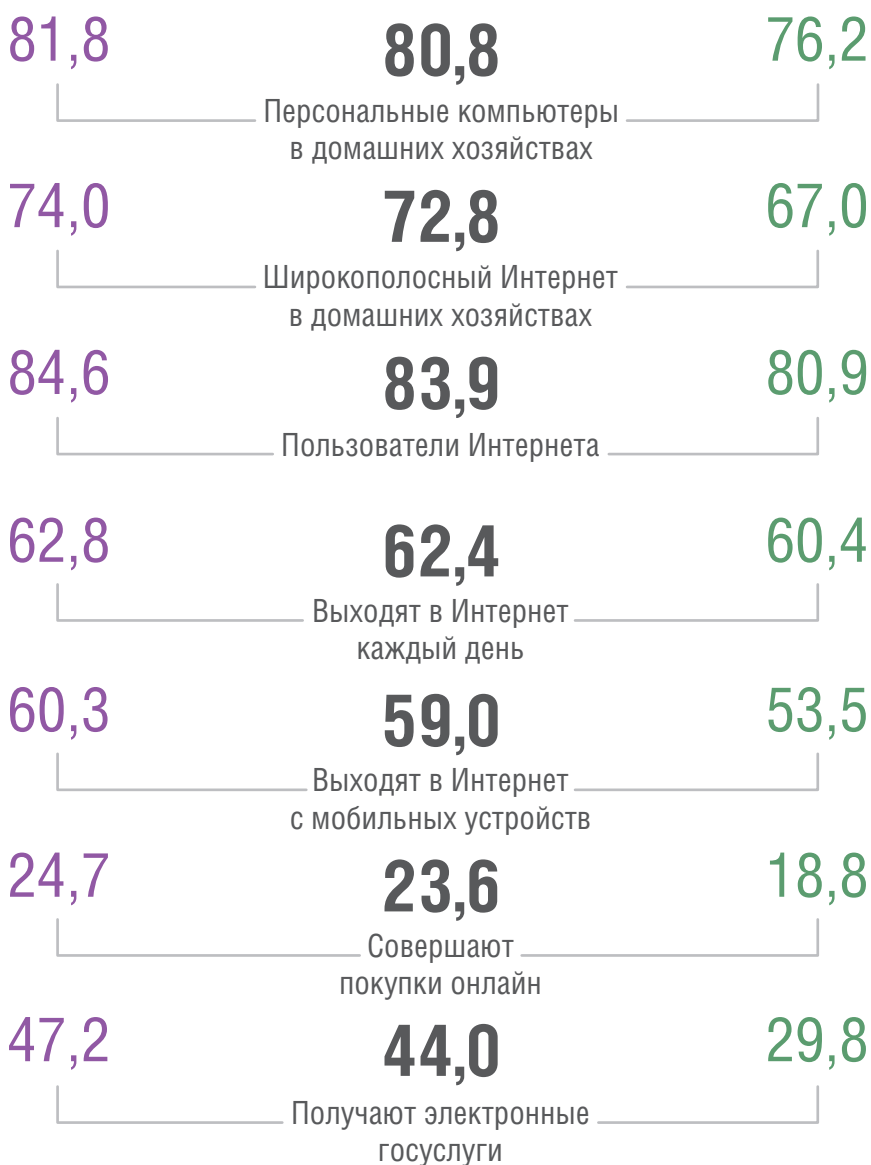 81,8 80,8 76,2
Персональные компьютеры
в домашних хозяйствах
74,0 72,8 67,0
Широкополосный Интернет
в домашних хозяйствах
84,6 83,9 80,9
Пользователи Интернета
62,8 62,4 60,4
Выходят в Интернет
каждый день
60,3 59,0 53,5
Выходят в Интернет
с мобильных устройств
24,7 23,6 18,8
Совершают
покупки онлайн
47,2 44,0 29,8
Получают электронные
госуслуги